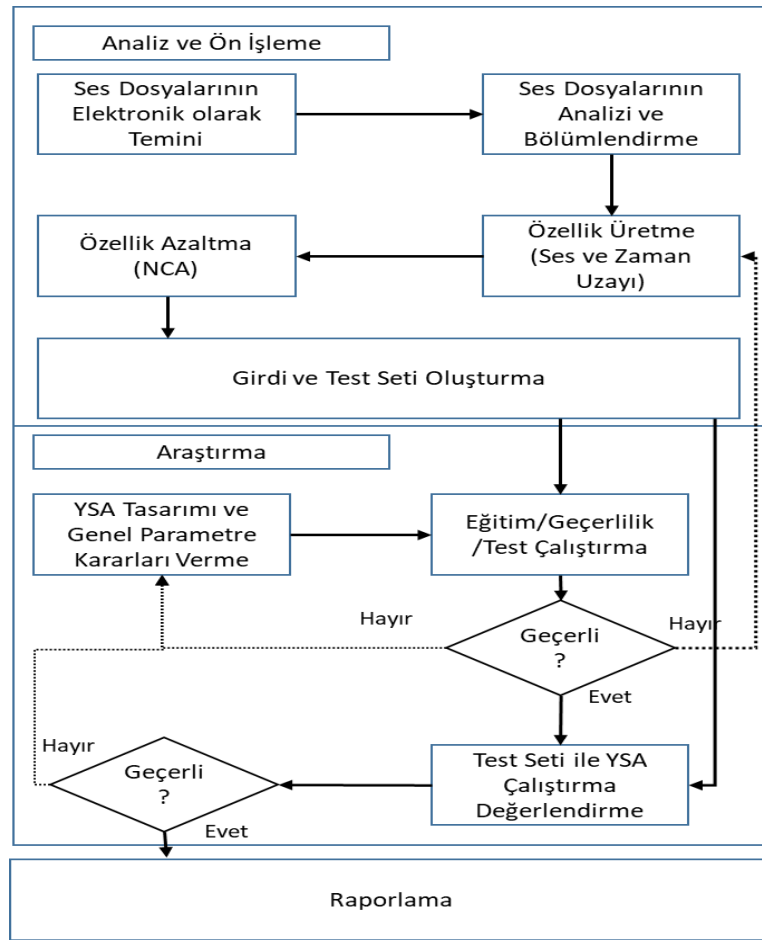 Analiz ve Ön İşleme
Ses Dosyalarının
Elektronik olarak
Temini
Ses Dosyalarının
Analizi ve
Bölümlendirme
Özellik Azaltma
(NCA)
Özellik Üretme
(Ses ve Zaman
Uzayı)
Girdi ve Test Seti Oluşturma
Araştırma
YSA Tasarımı ve
Genel Parametre
Kararları Verme
Eğitim/Geçerlilik
/Test Çalıştırma
Hayır
Geçerli
?
Hayır
Evet
Hayır
Geçerli
?
Evet
Test Seti ile YSA
Çalıştırma
Değerlendirme
Raporlama